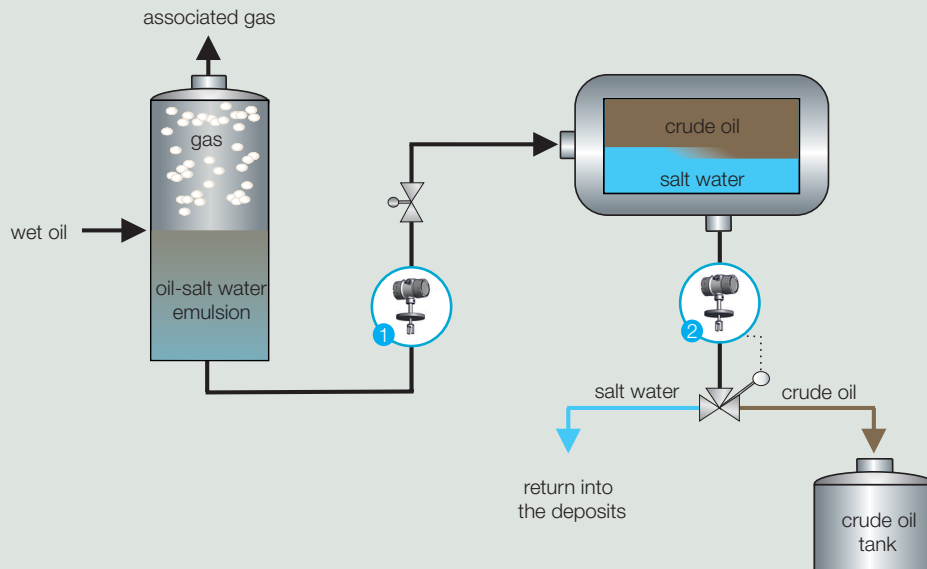 associated gas
gas
wet oil
oil-salt water
emulsion
1
crude oil
salt water
2
salt water
crude oil
return into
the deposits
crude oil
tank